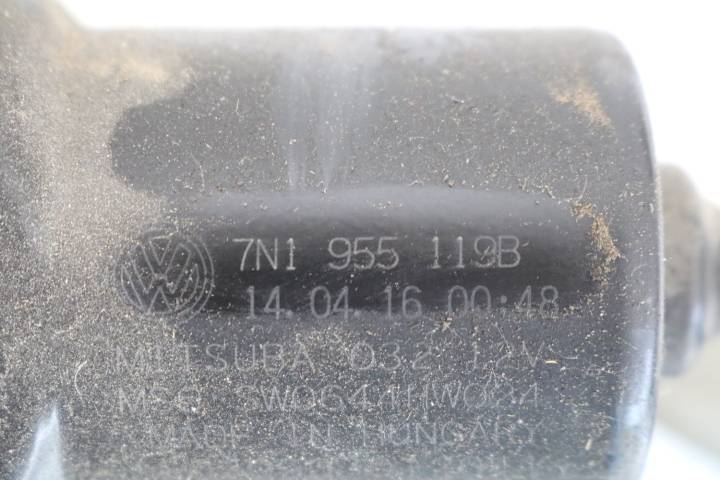 7N1 955 119B
14.04.16 00:48
MITSUBA 032 12V
MADE IN HUNGARY